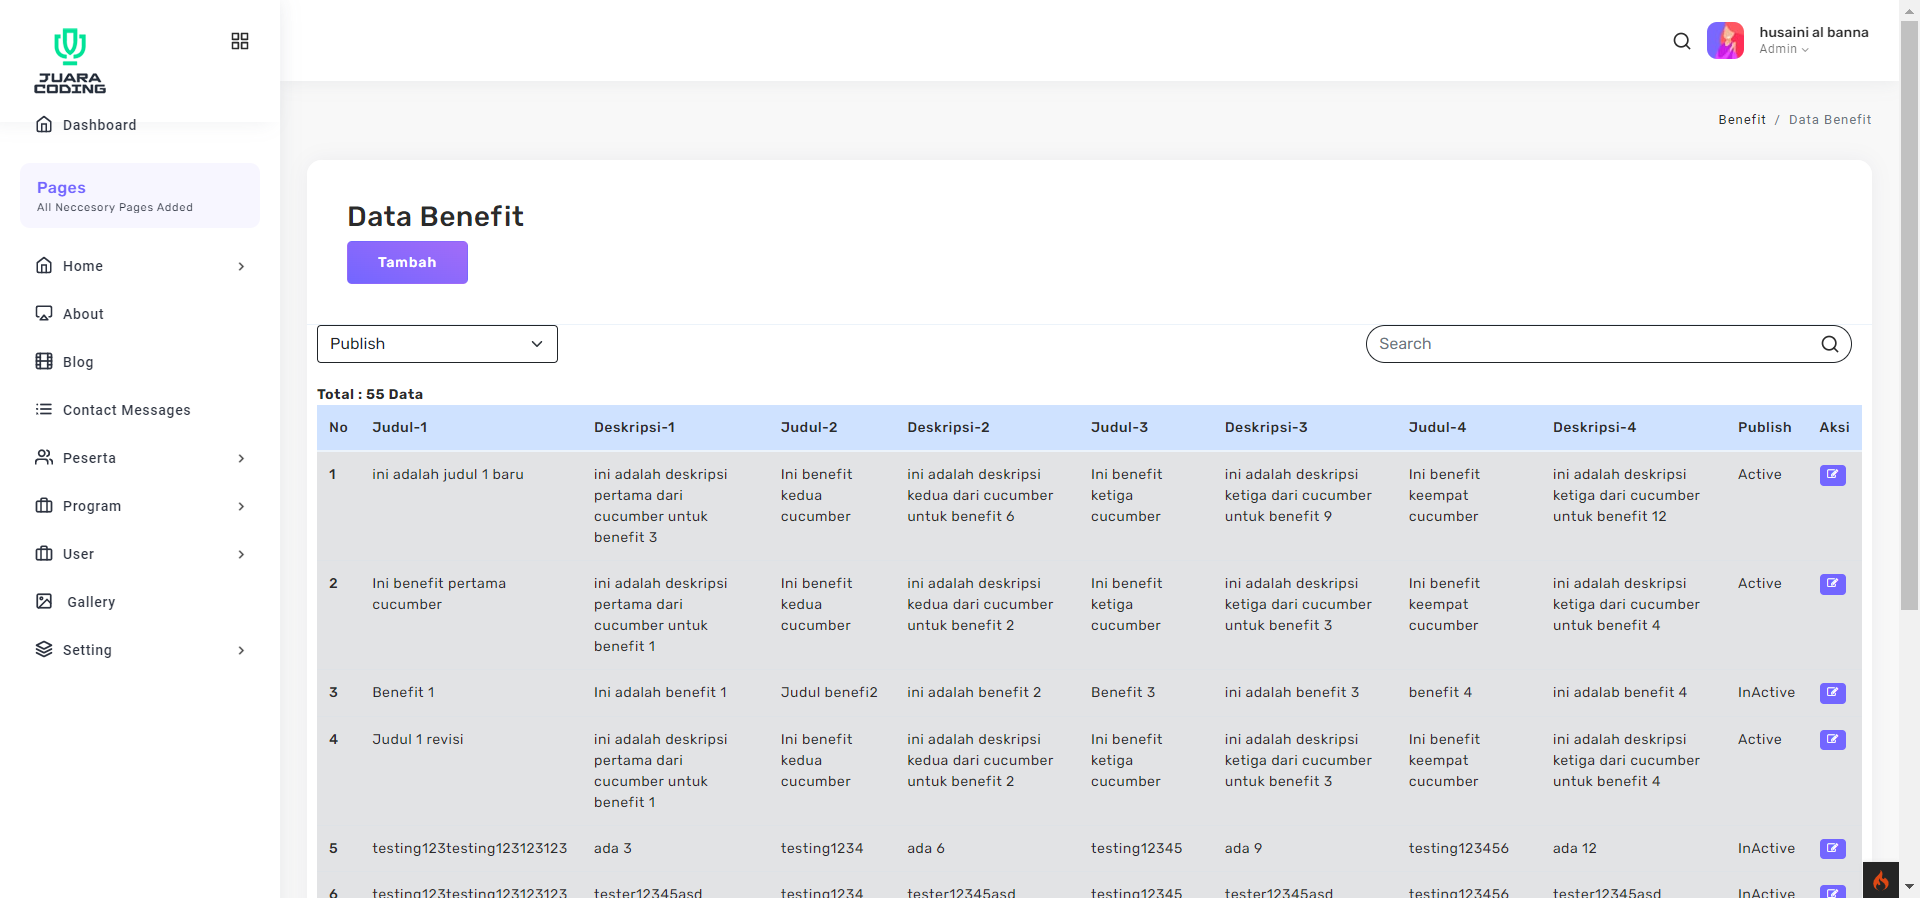 JUARA
CODING
Dashboard
Pages
All Neccesory Pages Added
Home
About
Blog
Contact Messages
Peserta
Program
User
Gallery
Setting
husaini al banna
Admin
Benefit / Data Benefit
Data Benefit
Tambah
Publish
Search
Total : 55 Data
No Judul-1 Deskripsi-1 Judul-2 Deskripsi-2 Judul-3 Deskripsi-3 Judul-4 Deskripsi-4 Publish Aksi
1 ini adalah judul 1 baru ini adalah deskripsi Ini benefit ini adalah deskripsi Ini benefit ini adalah deskripsi Ini benefit ini adalah deskripsi Active
pertama dari kedua kedua dari cucumber ketiga ketiga dari cucumber keempat ketiga dari cucumber
cucumber untuk cucumber untuk benefit 6 cucumber untuk benefit 9 cucumber untuk benefit 12
benefit 3
2 Ini benefit pertama ini adalah deskripsi Ini benefit ini adalah deskripsi Ini benefit ini adalah deskripsi Ini benefit ini adalah deskripsi Active
cucumber pertama dari kedua kedua dari cucumber ketiga ketiga dari cucumber keempat ketiga dari cucumber
cucumber untuk cucumber untuk benefit 2 cucumber untuk benefit 3 cucumber untuk benefit 4
benefit 1
3 Benefit 1 Ini adalah benefit 1 Judul benefi2 ini adalah benefit 2 Benefit 3 ini adalah benefit 3 benefit 4 ini adalab benefit 4 InActive
4 Judul 1 revisi ini adalah deskripsi Ini benefit ini adalah deskripsi Ini benefit ini adalah deskripsi Ini benefit ini adalah deskripsi Active
pertama dari kedua kedua dari cucumber ketiga ketiga dari cucumber keempat ketiga dari cucumber
cucumber untuk cucumber untuk benefit 2 cucumber untuk benefit 3 cucumber untuk benefit 4
benefit 1
5 testing123testing123123123 ada 3 testing1234 ada 6 testing12345 ada 9 testing123456 ada 12 InActive
6 testing123testing123123123 tester12345asd testing1234 tester12345asd testing12345 tester12345asd testing123456 tester12345asd InActive